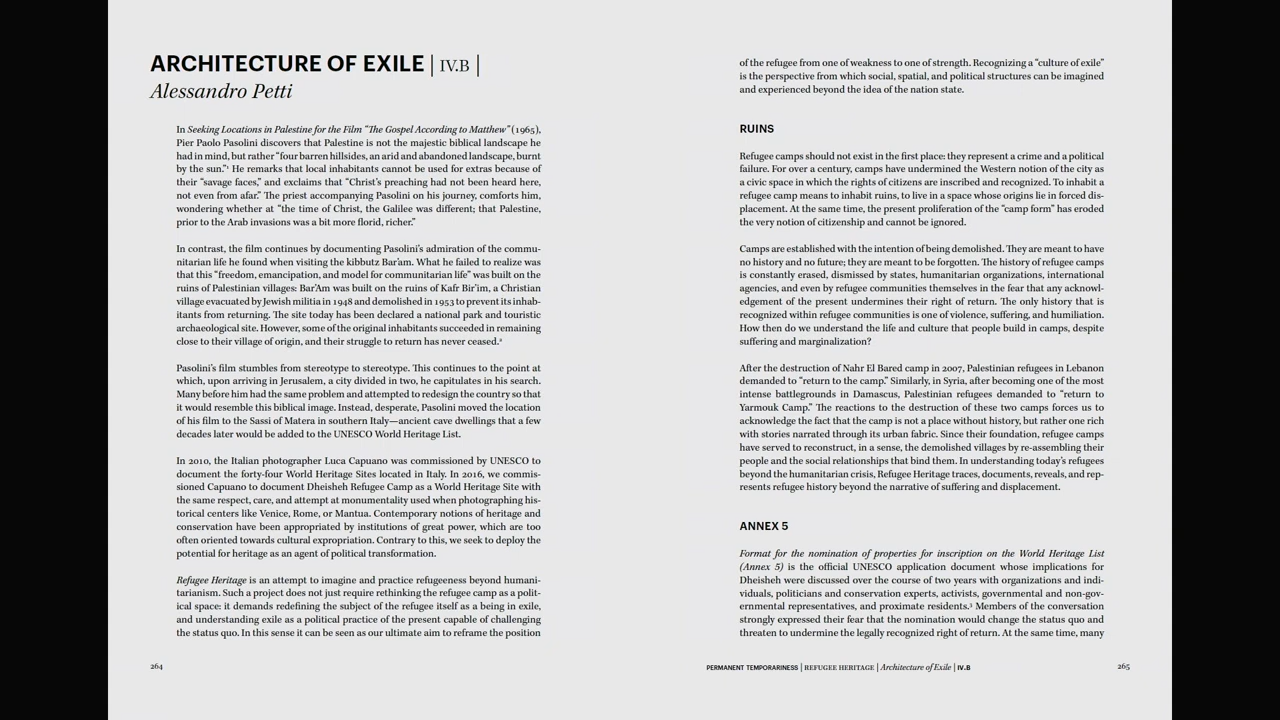 ARCHITECTURE OF EXILE | IV.B |
Alessandro Petti
In Seeking Locations in Palestine for the Film "The Gospel According to Matthew" (1965),
Pier Paolo Pasolini discovers that Palestine is not the majestic biblical landscape he
had in mind, but rather “four barren hillsides, an arid and abandoned landscape, burnt
by the sun.”¹ He remarks that local inhabitants cannot be used for extras because of
their “savage faces,” and exclaims that “Christ’s preaching had not been heard here,
not even from afar.” The priest accompanying Pasolini on his journey, comforts him,
wondering whether at “the time of Christ, the Galilee was different; that Palestine,
prior to the Arab invasions was a bit more florid, richer.”
In contrast, the film continues by documenting Pasolini’s admiration of the commu-
nitarian life he found when visiting the kibbutz Bar’am. What he failed to realize was
that this “freedom, emancipation, and model for communitarian life” was built on the
ruins of Palestinian villages: Bar’Am was built on the ruins of Kafr Bir’im, a Christian
village evacuated by Jewish militia in 1948 and demolished in 1953 to prevent its inhab-
itants from returning. The site today has been declared a national park and touristic
archaeological site. However, some of the original inhabitants succeeded in remaining
close to their village of origin, and their struggle to return has never ceased.²
Pasolini’s film stumbles from stereotype to stereotype. This continues to the point at
which, upon arriving in Jerusalem, a city divided in two, he capitulates in his search.
Many before him had the same problem and attempted to redesign the country so that
it would resemble this biblical image. Instead, desperate, Pasolini moved the location
of his film to the Sassi of Matera in southern Italy—ancient cave dwellings that a few
decades later would be added to the UNESCO World Heritage List.
In 2010, the Italian photographer Luca Capuano was commissioned by UNESCO to
document the forty-four World Heritage Sites located in Italy. In 2016, we commis-
sioned Capuano to document Dheisheh Refugee Camp as a World Heritage Site with
the same respect, care, and attempt at monumentality used when photographing his-
torical centers like Venice, Rome, or Mantua. Contemporary notions of heritage and
conservation have been appropriated by institutions of great power, which are too
often oriented towards cultural expropriation. Contrary to this, we seek to deploy the
potential for heritage as an agent of political transformation.
Refugee Heritage is an attempt to imagine and practice refugeeness beyond humani-
tarianism. Such a project does not just require rethinking the refugee camp as a polit-
ical space: it demands redefining the subject of the refugee itself as a being in exile,
and understanding exile as a political practice of the present capable of challenging
the status quo. In this sense it can be seen as our ultimate aim to reframe the position
264
of the refugee from one of weakness to one of strength. Recognizing a “culture of exile”
is the perspective from which social, spatial, and political structures can be imagined
and experienced beyond the idea of the nation state.
RUINS
Refugee camps should not exist in the first place: they represent a crime and a political
failure. For over a century, camps have undermined the Western notion of the city as
a civic space in which the rights of citizens are inscribed and recognized. To inhabit a
refugee camp means to inhabit ruins, to live in a space whose origins lie in forced dis-
placement. At the same time, the present proliferation of the “camp form” has eroded
the very notion of citizenship and cannot be ignored.
Camps are established with the intention of being demolished. They are meant to have
no history and no future; they are meant to be forgotten. The history of refugee camps
is constantly erased, dismissed by states, humanitarian organizations, international
agencies, and even by refugee communities themselves in the fear that any acknowl-
edgement of the present undermines their right of return. The only history that is
recognized within refugee communities is one of violence, suffering, and humiliation.
How then do we understand the life and culture that people build in camps, despite
suffering and marginalization?
After the destruction of Nahr El Bared camp in 2007, Palestinian refugees in Lebanon
demanded to “return to the camp.” Similarly, in Syria, after becoming one of the most
intense battlegrounds in Damascus, Palestinian refugees demanded to “return to
Yarmouk Camp.” The reactions to the destruction of these two camps forces us to
acknowledge the fact that the camp is not a place without history, but rather one rich
with stories narrated through its urban fabric. Since their foundation, refugee camps
have served to reconstruct, in a sense, the demolished villages by re-assembling their
people and the social relationships that bind them. In understanding today’s refugees
beyond the humanitarian crisis, Refugee Heritage traces, documents, reveals, and rep-
resents refugee history beyond the narrative of suffering and displacement.
ANNEX 5
Format for the nomination of properties for inscription on the World Heritage List
(Annex 5) is the official UNESCO application document whose implications for
Dheisheh were discussed over the course of two years with organizations and indi-
viduals, politicians and conservation experts, activists, governmental and non-gov-
ernmental representatives, and proximate residents.³ Members of the conversation
strongly expressed their fear that the nomination would change the status quo and
threaten to undermine the legally recognized right of return. At the same time, many
PERMANENT TEMPORARINESS | REFUGEE HERITAGE | Architecture of Exile | IV.B
265